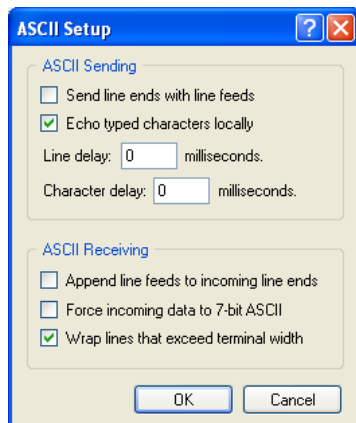 ASCII Setup
ASCII Sending
Send line ends with line feeds
Echo typed characters locally
Line delay: 0 milliseconds.
Character delay: 0 milliseconds.
ASCII Receiving
Append line feeds to incoming line ends
Force incoming data to 7-bit ASCII
Wrap lines that exceed terminal width
OK Cancel